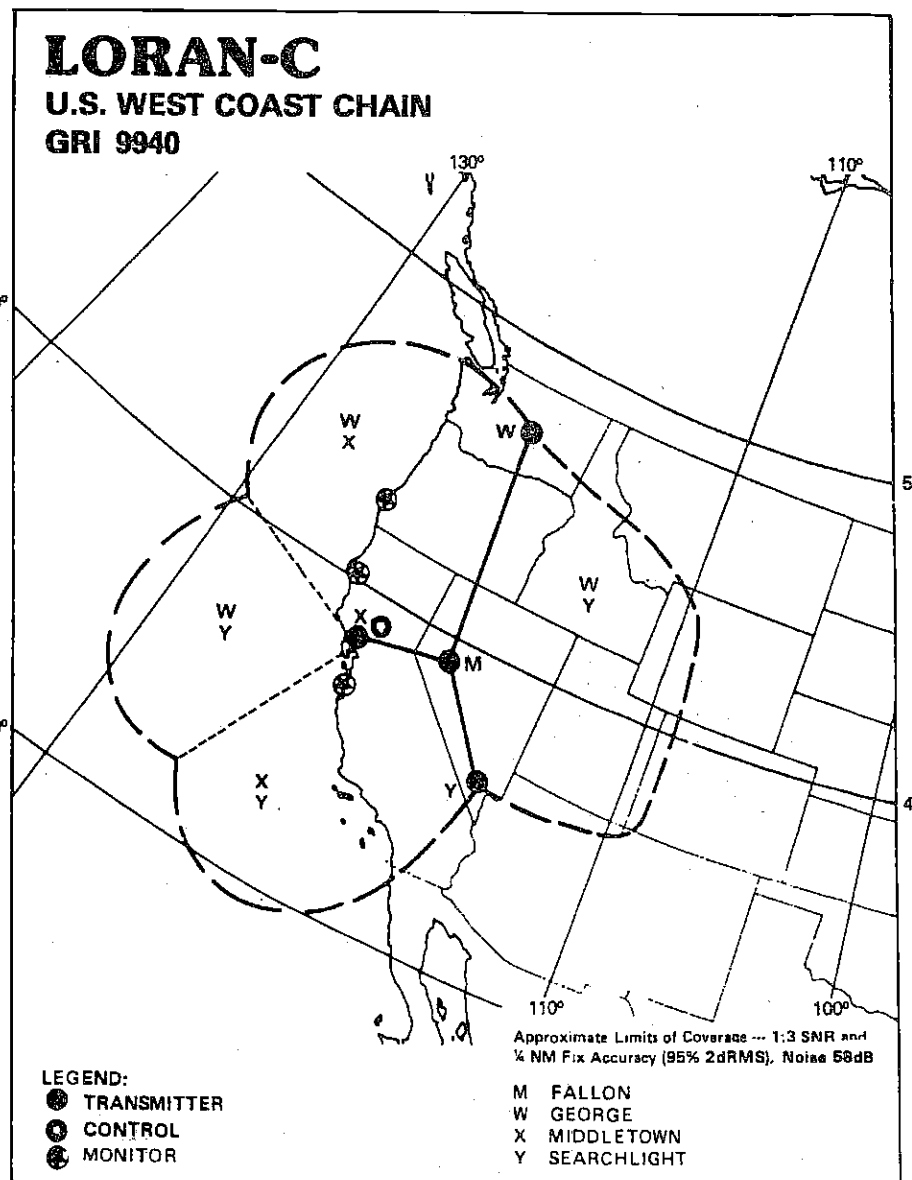 LORAN-C
U.S. WEST COAST CHAIN
GRI 9940
130°
110°
W
X
W
5
W
Y
W
Y
X
M
X
Y
Y
4
110°
100°
Approximate Limits of Coverage --- 1:3 SNR and
¼ NM Fix Accuracy (95% 2dRMS), Noise 58dB
LEGEND:
TRANSMITTER
CONTROL
MONITOR
M FALLON
W GEORGE
X MIDDLETOWN
Y SEARCHLIGHT